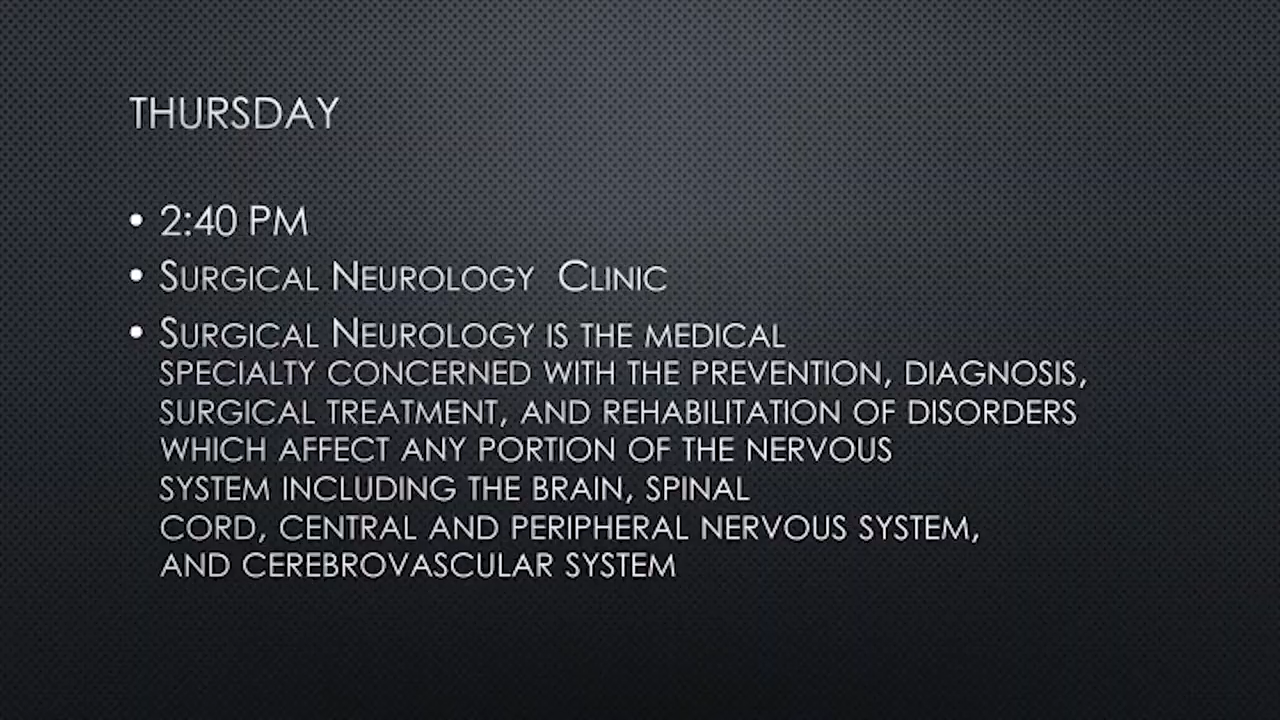 THURSDAY
• 2:40 PM
• SURGICAL NEUROLOGY CLINIC
• SURGICAL NEUROLOGY IS THE MEDICAL
SPECIALTY CONCERNED WITH THE PREVENTION, DIAGNOSIS,
SURGICAL TREATMENT, AND REHABILITATION OF DISORDERS
WHICH AFFECT ANY PORTION OF THE NERVOUS
SYSTEM INCLUDING THE BRAIN, SPINAL
CORD, CENTRAL AND PERIPHERAL NERVOUS SYSTEM,
AND CEREBROVASCULAR SYSTEM